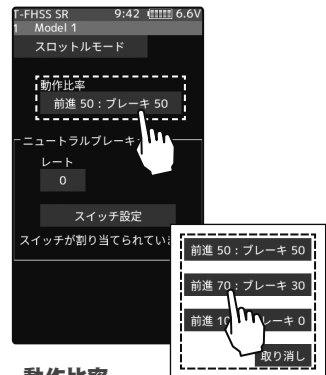 T-FHSS SR 9:42 6.6V
1 Model 1
スロットルモード
動作比率
前進 50 : ブレーキ 50
ニュートラルブレーキ
レート
0
スイッチ設定
スイッチが割り当てられてい
前進 50 : ブレーキ 50
前進 70 : ブレーキ 30
前進 10 レーキ 0
取り消し
動作比率